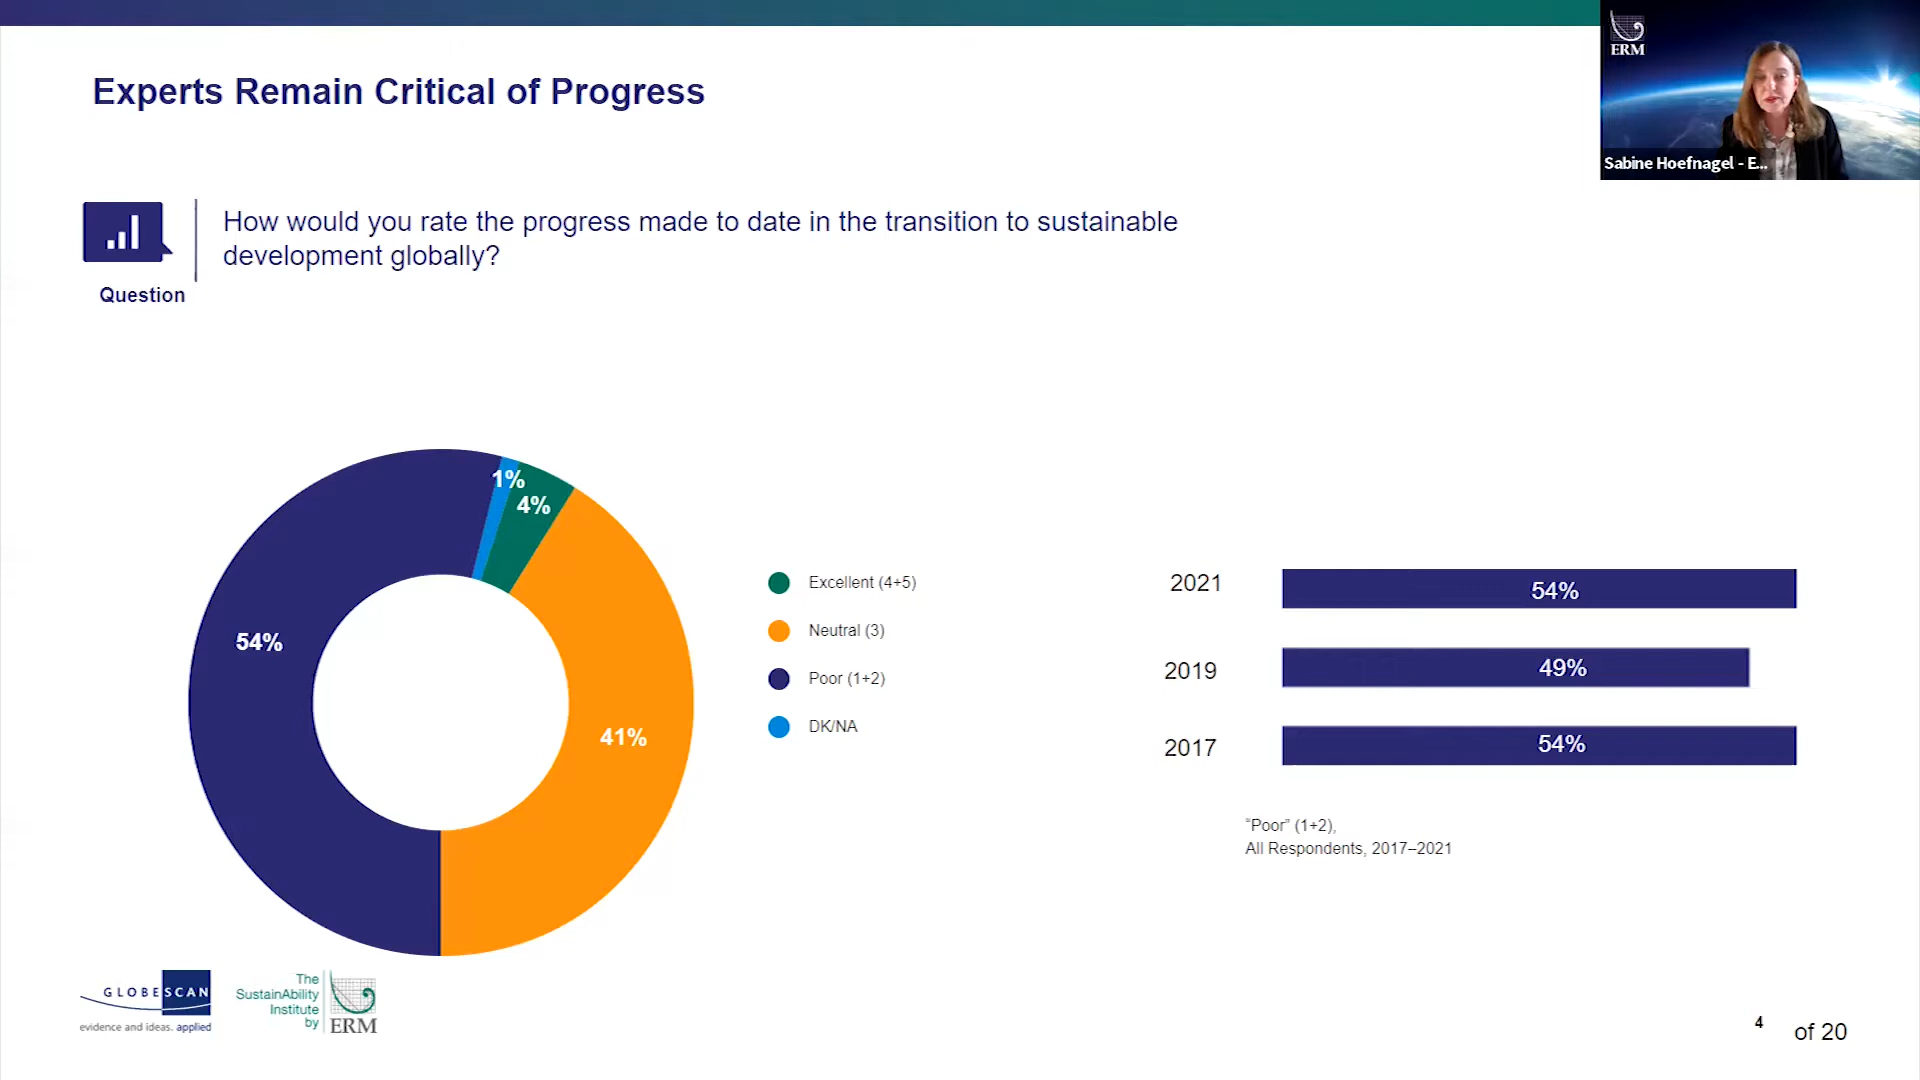 Experts Remain Critical of Progress
ERM
Sabine Hoefnagel - E...
How would you rate the progress made to date in the transition to sustainable
development globally?
Question
1%
4%
54%
41%
Excellent (4+5)
Neutral (3)
Poor (1+2)
DK/NA
2021
54%
2019
49%
2017
54%
“Poor” (1+2),
All Respondents, 2017–2021
GLOBESCAN
evidence and ideas. applied
The
SustainAbility
Institute
by
ERM
4
of 20